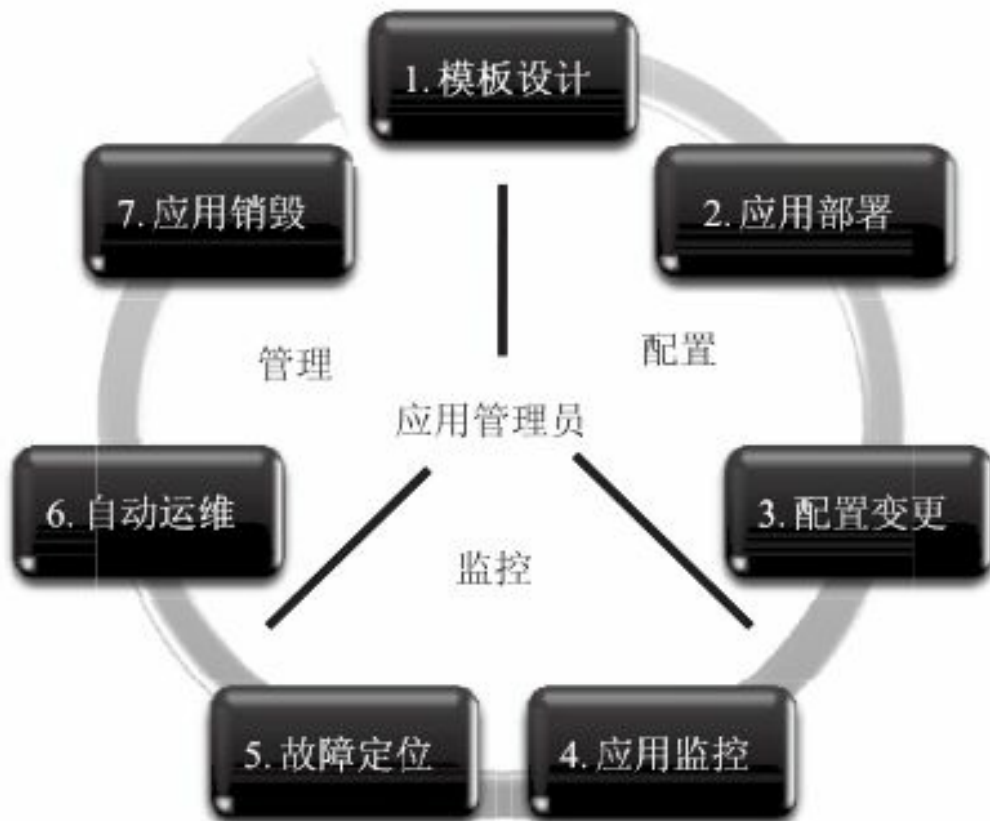 1. 模板设计
7. 应用销毁
2. 应用部署
管理
配置
应用管理员
6. 自动运维
3. 配置变更
监控
5. 故障定位
4. 应用监控